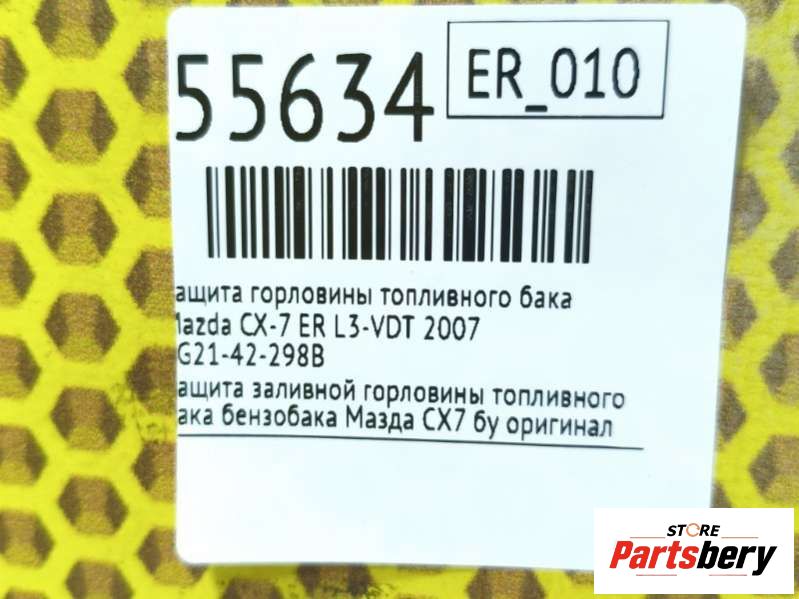 55634
ER_010
ащита горловины топливного бака
Mazda CX-7 ER L3-VDT 2007
G21-42-298B
ащита заливной горловины топливного
ака бензобака Мазда СХ7 бу оригинал
STORE
Partsbery